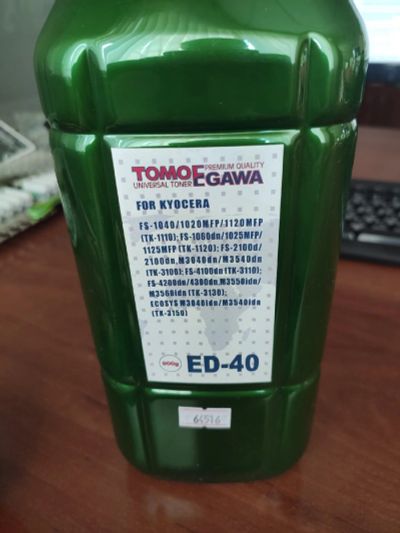 TOMOEGAWA
PREMIUM QUALITY
UNIVERSAL TONER
FOR KYOCERA
FS-1040/1020MFP/1120MFP
(TK-1110); FS-1060dn/1025MFP/
1125MFP (TK-1120); FS-2100d/
2100dn,M3040dn/M3540dn
(TK-3100); FS-4100dn (TK-3110);
FS-4200dn/4300dn,M3550idn/
M3560idn (TK-3130);
ECOSYS M3040idn/M3540idn
(TK-3150)
900g
ED-40
64516